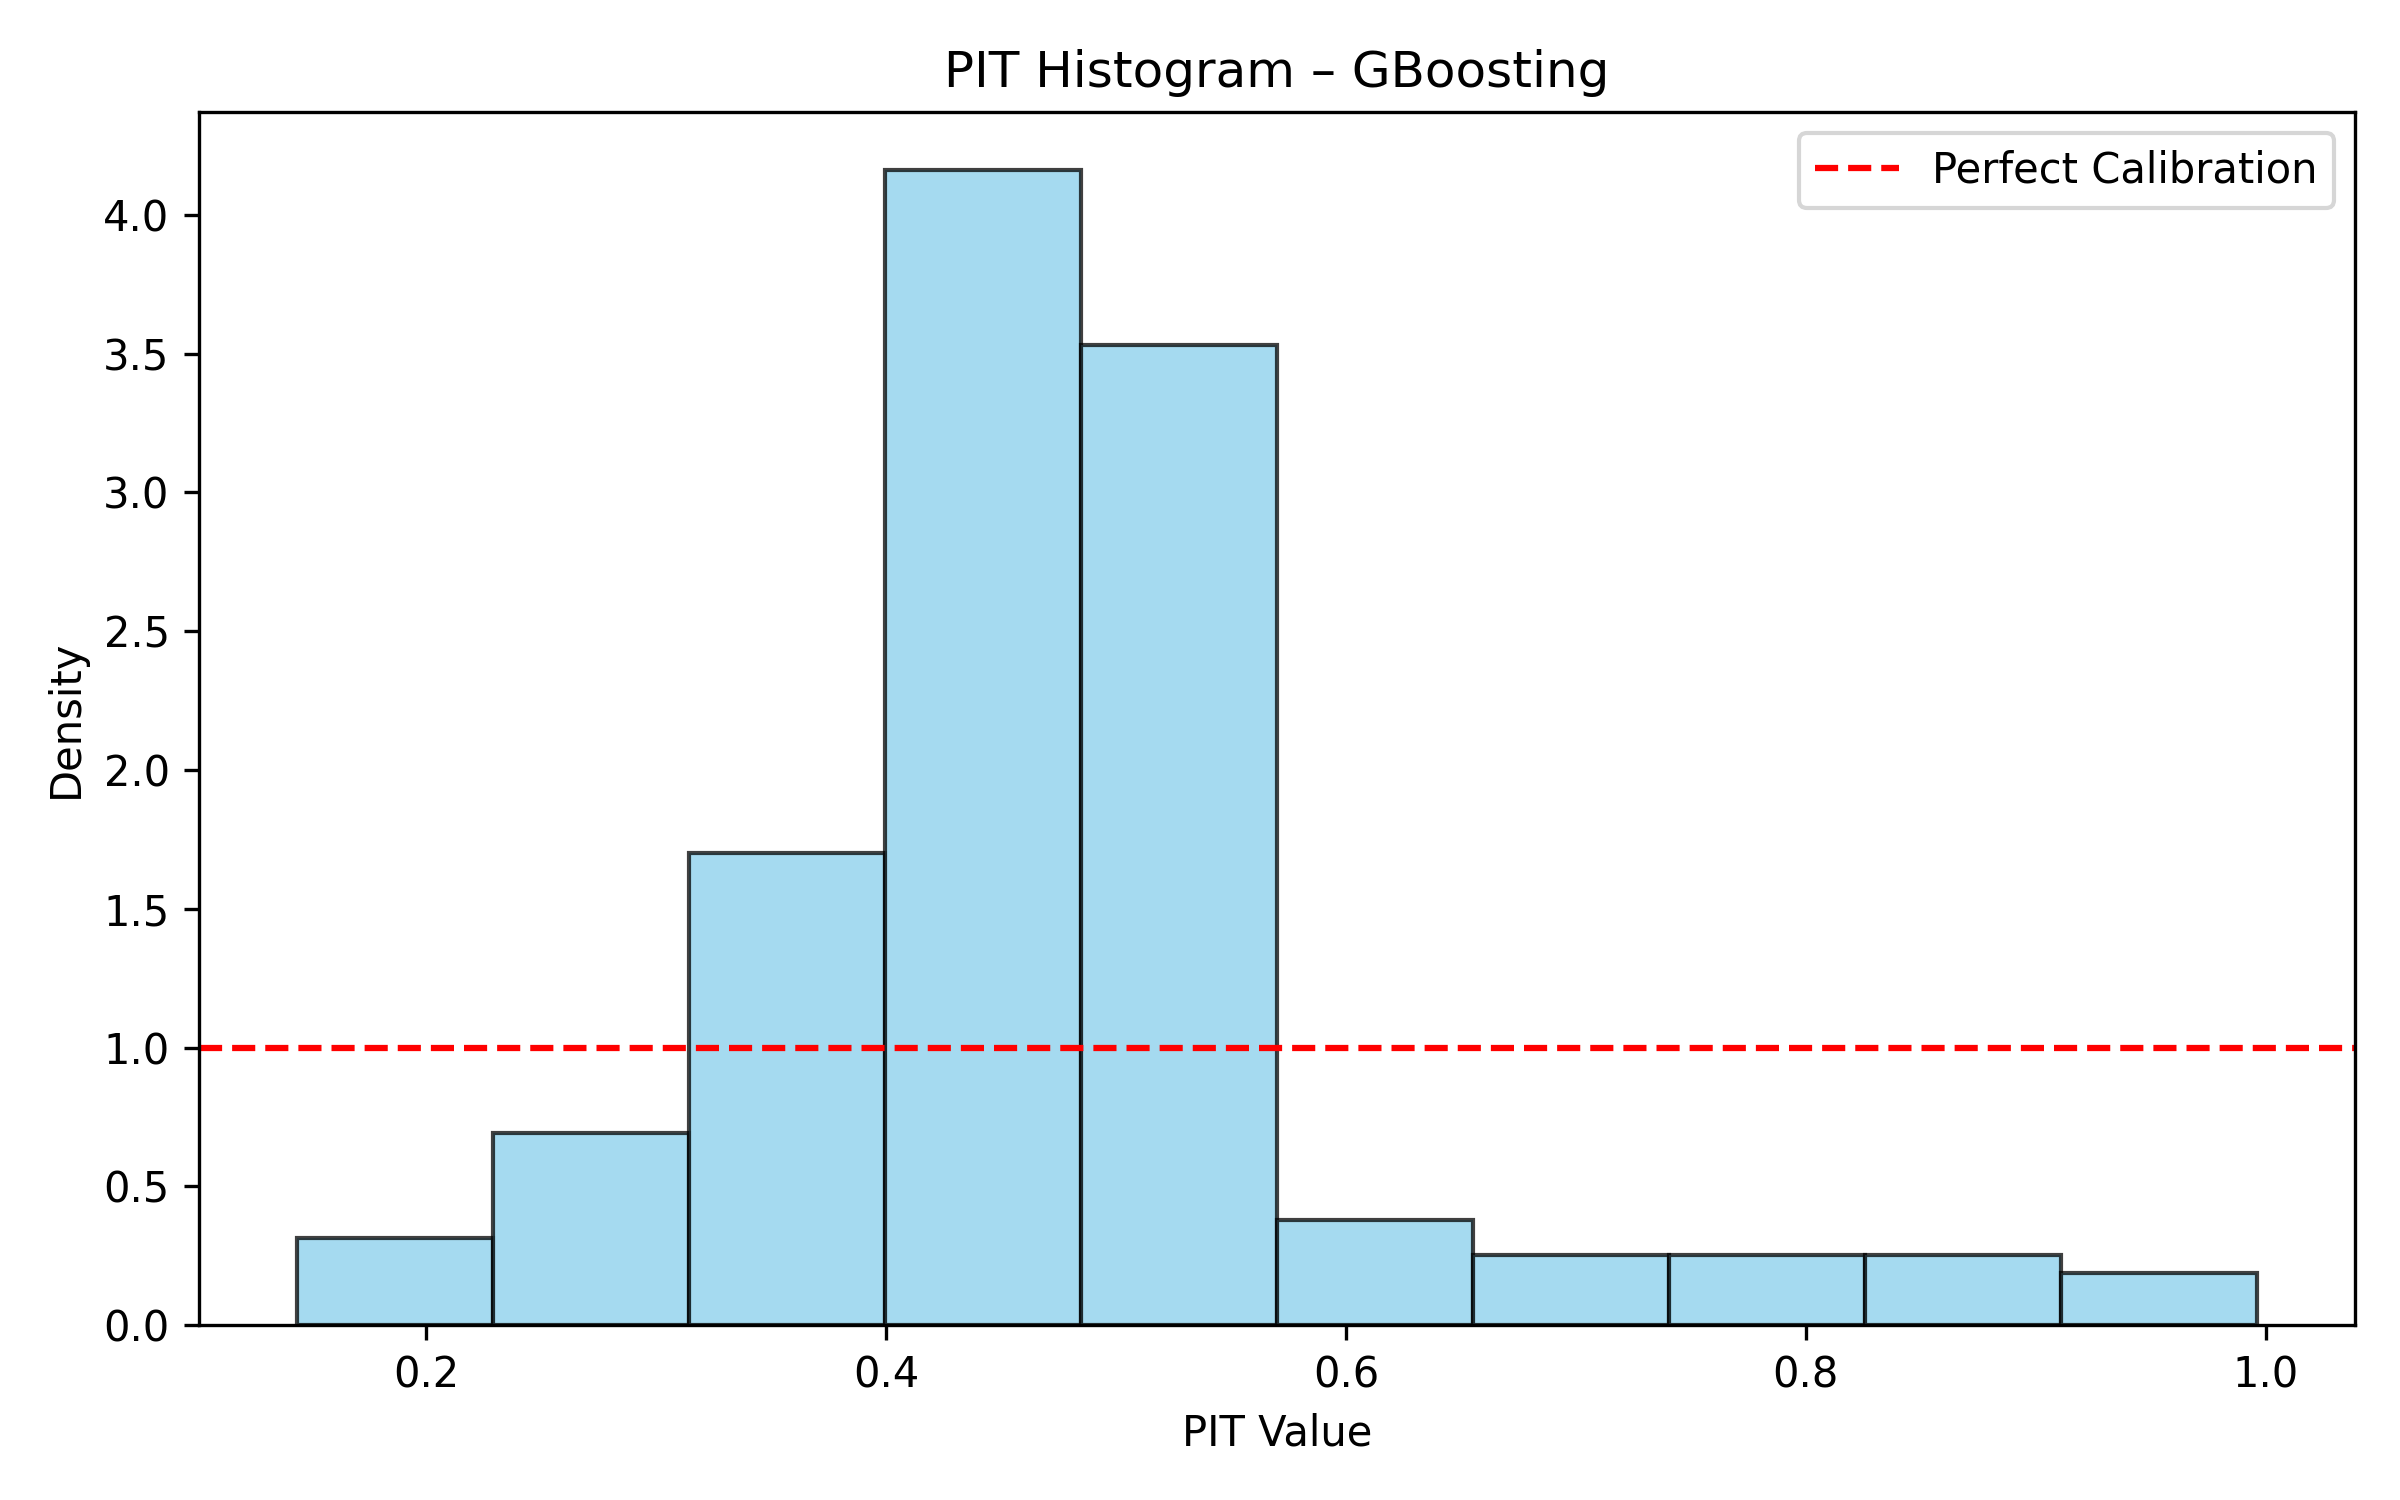 PIT Histogram – GBoosting
Perfect Calibration
4.0
3.5
3.0
2.5
2.0
1.5
1.0
0.5
0.0
Density
0.2 0.4 0.6 0.8 1.0
PIT Value